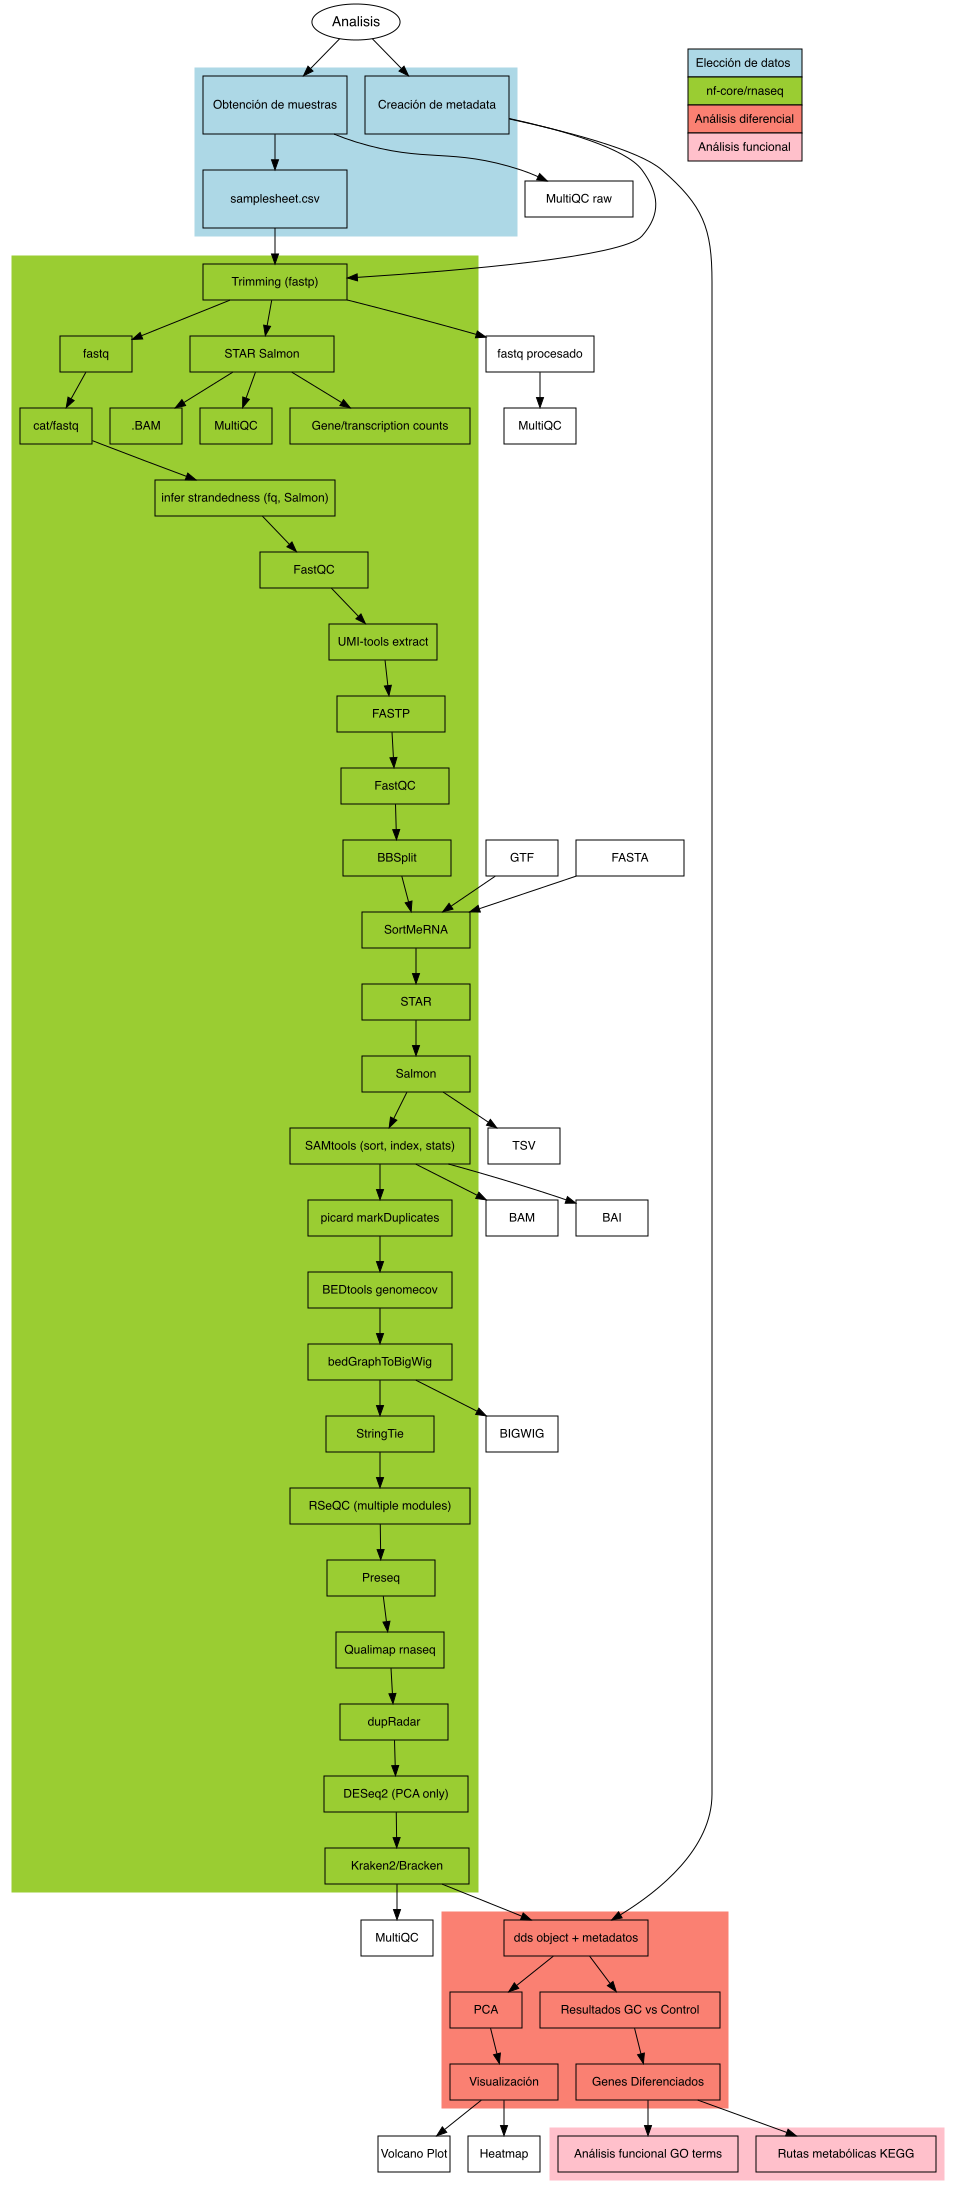 Analisis
Elección de datos
nf-core/rnaseq
Análisis diferencial
Análisis funcional
Obtención de muestras
Creación de metadata
samplesheet.csv
MultiQC raw
Trimming (fastp)
fastq
STAR Salmon
fastq procesado
cat/fastq
.BAM
MultiQC
Gene/transcription counts
MultiQC
infer strandedness (fq, Salmon)
FastQC
UMI-tools extract
FASTP
FastQC
BBSplit
GTF
FASTA
SortMeRNA
STAR
Salmon
SAMtools (sort, index, stats)
TSV
picard markDuplicates
BAM
BAI
BEDtools genomecov
bedGraphToBigWig
StringTie
BIGWIG
RSeQC (multiple modules)
Preseq
Qualimap rnaseq
dupRadar
DESeq2 (PCA only)
Kraken2/Bracken
MultiQC
dds object + metadatos
PCA
Resultados GC vs Control
Visualización
Genes Diferenciados
Volcano Plot
Heatmap
Análisis funcional GO terms
Rutas metabólicas KEGG